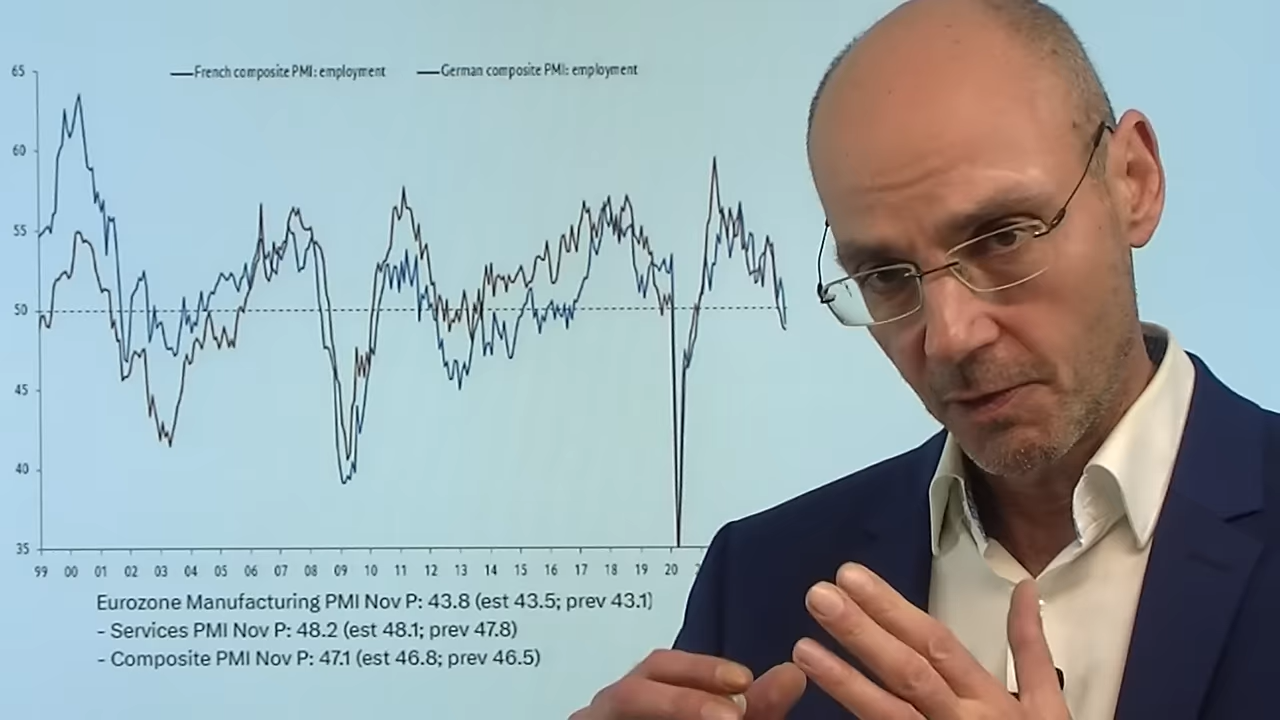 French composite PMI: employment German composite PMI: employment
65
60
55
50
45
40
35
99 00 01 02 03 04 05 06 07 08 09 10 11 12 13 14 15 16 17 18 19 20
Eurozone Manufacturing PMI Nov P: 43.8 (est 43.5; prev 43.1)
- Services PMI Nov P: 48.2 (est 48.1; prev 47.8)
- Composite PMI Nov P: 47.1 (est 46.8; prev 46.5)